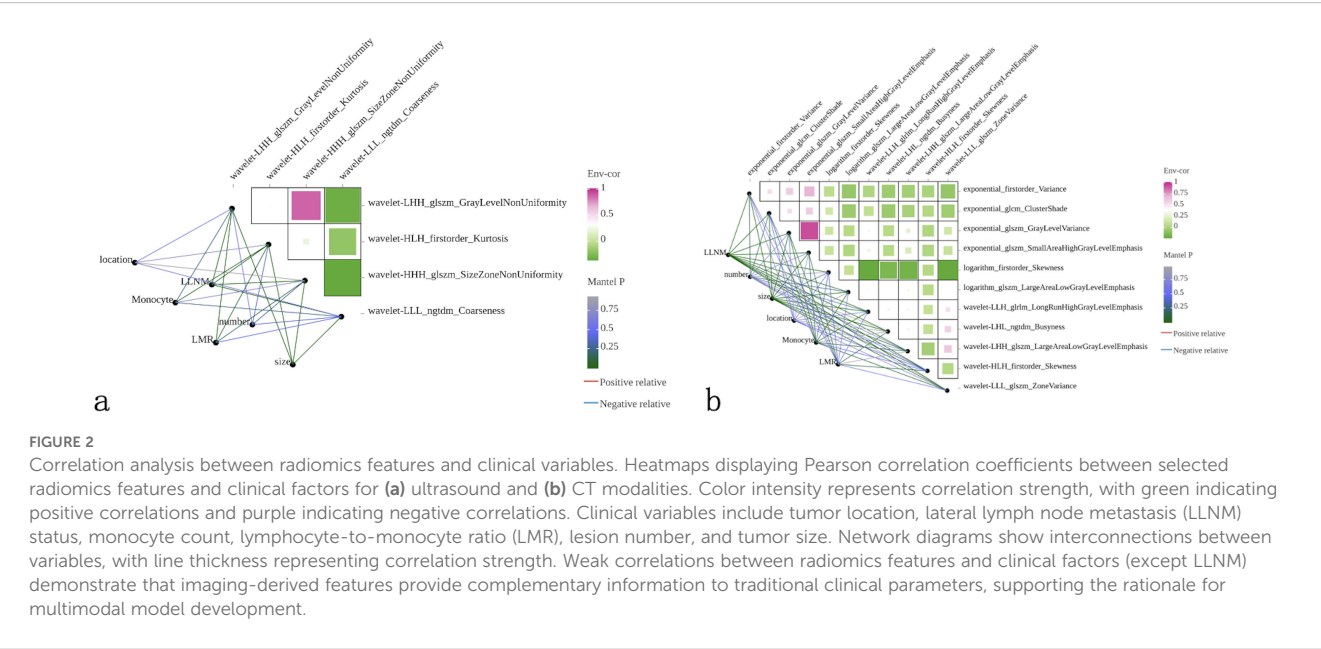 wavelet-LHH_glszm_GrayLevelNonUniformity
wavelet-HLH_firstorder_Kurtosis
wavelet-HHH_glszm_SizeZoneNonUniformity
wavelet-LLL_ngtdm_Coarseness
wavelet-LHH_glszm_GrayLevelNonUniformity
wavelet-HLH_firstorder_Kurtosis
wavelet-HHH_glszm_SizeZoneNonUniformity
wavelet-LLL_ngtdm_Coarseness
location
LLNM
Monocyte
number
LMR
size
Env-cor
1
0.75
0.5
0.25
0
Mantel P
0.75
0.5
0.25
Positive relative
Negative relative
a
exponential_firstorder_Variance
exponential_glcm_ClusterShade
exponential_glszm_GrayLevelVariance
exponential_glszm_SmallAreaHighGrayLevelEmphasis
logarithm_firstorder_Skewness
logarithm_glszm_LargeAreaLowGrayLevelEmphasis
wavelet-LLH_glrlm_LongRunHighGrayLevelEmphasis
wavelet-LHL_ngtdm_Busyness
wavelet-LHH_glszm_LargeAreaLowGrayLevelEmphasis
wavelet-HLH_firstorder_Skewness
wavelet-LLL_glszm_ZoneVariance
exponential_firstorder_Variance
exponential_glcm_ClusterShade
exponential_glszm_GrayLevelVariance
exponential_glszm_SmallAreaHighGrayLevelEmphasis
logarithm_firstorder_Skewness
logarithm_glszm_LargeAreaLowGrayLevelEmphasis
wavelet-LLH_glrlm_LongRunHighGrayLevelEmphasis
wavelet-LHL_ngtdm_Busyness
wavelet-LHH_glszm_LargeAreaLowGrayLevelEmphasis
wavelet-HLH_firstorder_Skewness
wavelet-LLL_glszm_ZoneVariance
LLNM
number
size
location
Monocyte
LMR
Env-cor
1
0.75
0.5
0.25
0
Mantel P
0.75
0.5
0.25
Positive relative
Negative relative
b
FIGURE 2
Correlation analysis between radiomics features and clinical variables. Heatmaps displaying Pearson correlation coefficients between selected
radiomics features and clinical factors for (a) ultrasound and (b) CT modalities. Color intensity represents correlation strength, with green indicating
positive correlations and purple indicating negative correlations. Clinical variables include tumor location, lateral lymph node metastasis (LLNM)
status, monocyte count, lymphocyte-to-monocyte ratio (LMR), lesion number, and tumor size. Network diagrams show interconnections between
variables, with line thickness representing correlation strength. Weak correlations between radiomics features and clinical factors (except LLNM)
demonstrate that imaging-derived features provide complementary information to traditional clinical parameters, supporting the rationale for
multimodal model development.